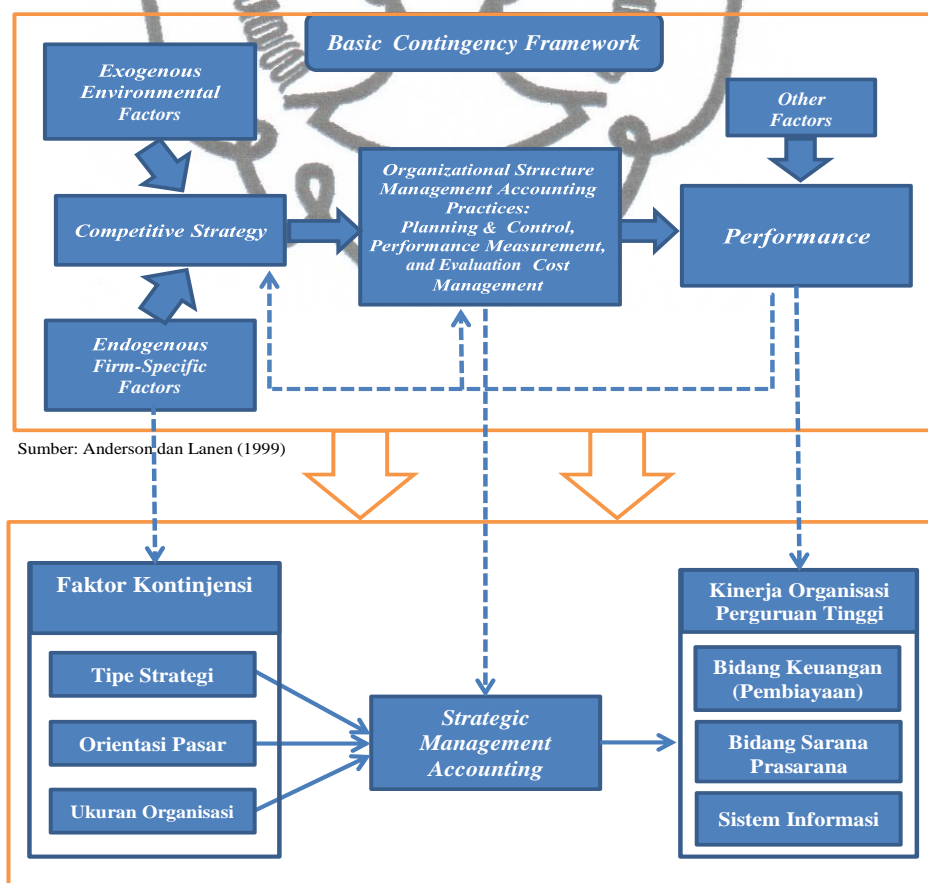 Basic Contingency Framework
Exogenous
Environmental
Factors
Other
Factors
Competitive Strategy
Organizational Structure
Management Accounting
Practices:
Planning & Control,
Performance Measurement,
and Evaluation Cost
Management
Performance
Endogenous
Firm-Specific
Factors
Sumber: Anderson dan Lanen (1999)
Faktor Kontinjensi
Tipe Strategi
Orientasi Pasar
Ukuran Organisasi
Strategic
Management
Accounting
Kinerja Organisasi
Perguruan Tinggi
Bidang Keuangan
(Pembiayaan)
Bidang Sarana
Prasarana
Sistem Informasi